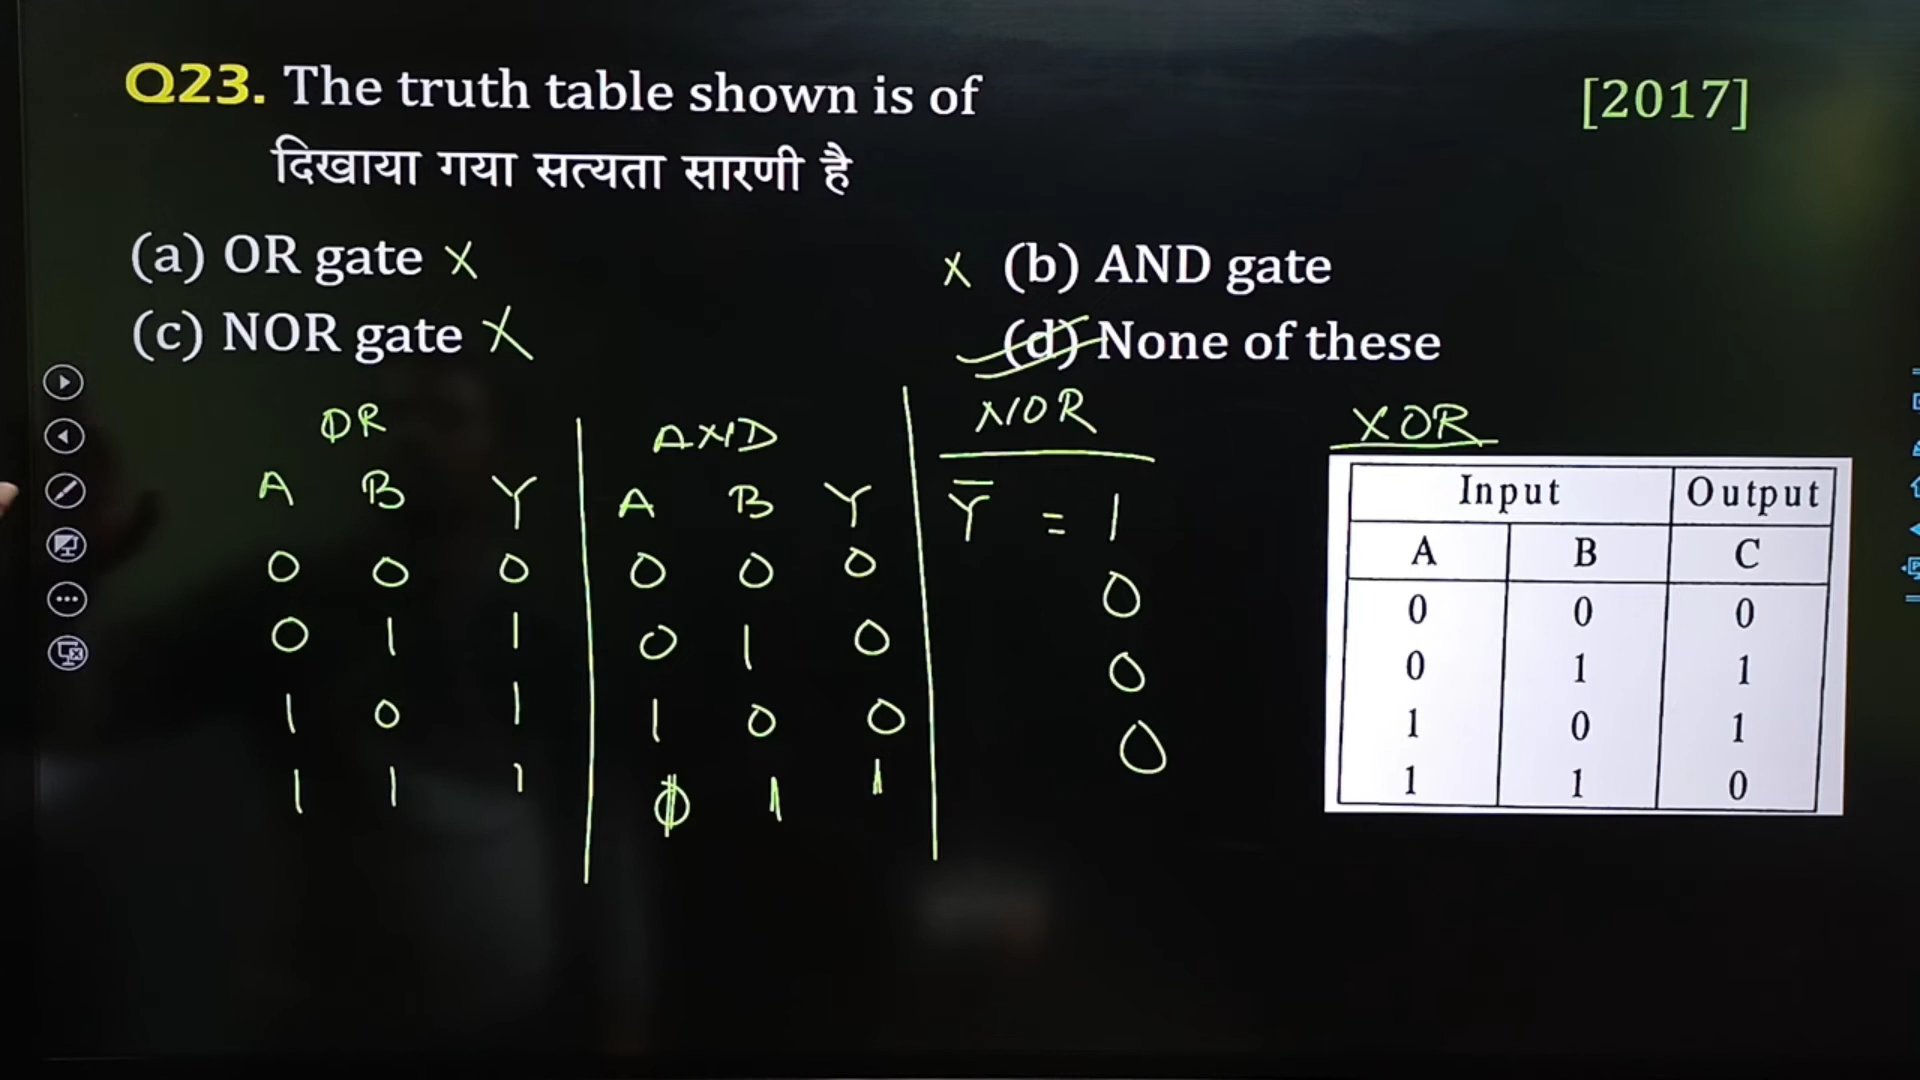 Q23. The truth table shown is of [2017]
दिखाया गया सत्यता सारणी है
(a) OR gate X
X (b) AND gate
(c) NOR gate X
(d) None of these
OR
A B Y
0 0 0
0 1 1
1 0 1
1 1 1
AND
A B Y
0 0 0
0 1 0
1 0 0
1 1
NOR
Y̅ = 1
0
0
0
XOR
Input Output
A B C
0 0 0
0 1 1
1 0 1
1 1 0